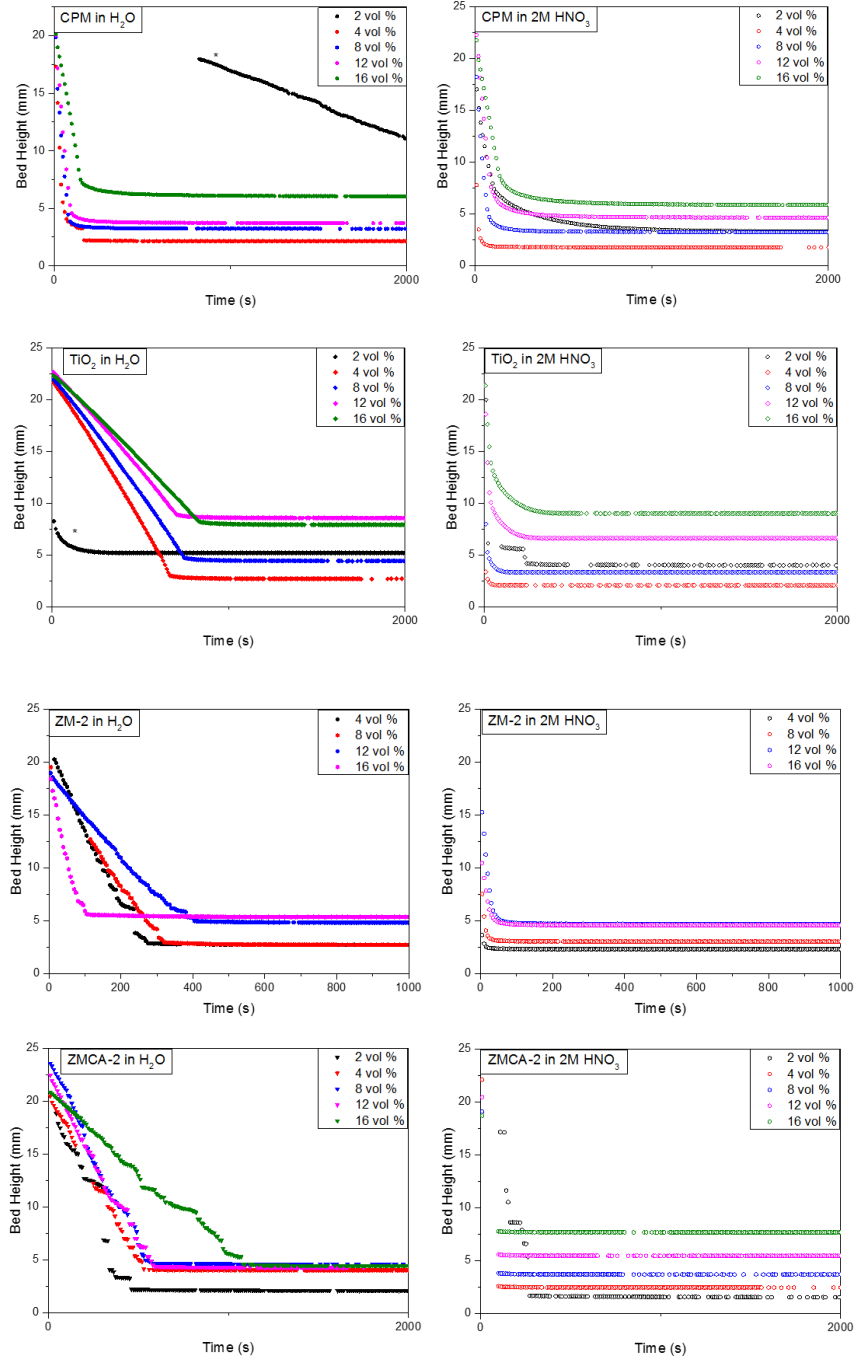 CPM in H₂O
2 vol %
4 vol %
8 vol %
12 vol %
16 vol %
*
Bed Height (mm)
20
15
10
5
0
0
2000
Time (s)
CPM in 2M HNO₃
2 vol %
4 vol %
8 vol %
12 vol %
16 vol %
Bed Height (mm)
25
20
15
10
5
0
0
2000
Time (s)
TiO₂ in H₂O
2 vol %
4 vol %
8 vol %
12 vol %
16 vol %
*
Bed Height (mm)
25
20
15
10
5
0
0
2000
Time (s)
TiO₂ in 2M HNO₃
2 vol %
4 vol %
8 vol %
12 vol %
16 vol %
Bed Height (mm)
25
20
15
10
5
0
0
2000
Time (s)
ZM-2 in H₂O
4 vol %
8 vol %
12 vol %
16 vol %
Bed Height (mm)
25
20
15
10
5
0
0
200
400
600
800
1000
Time (s)
ZM-2 in 2M HNO₃
4 vol %
8 vol %
12 vol %
16 vol %
Bed Height (mm)
25
20
15
10
5
0
0
200
400
600
800
1000
Time (s)
ZMCA-2 in H₂O
2 vol %
4 vol %
8 vol %
12 vol %
16 vol %
Bed Height (mm)
25
20
15
10
5
0
0
2000
Time (s)
ZMCA-2 in 2M HNO₃
2 vol %
4 vol %
8 vol %
12 vol %
16 vol %
Bed Height (mm)
25
20
15
10
5
0
0
2000
Time (s)